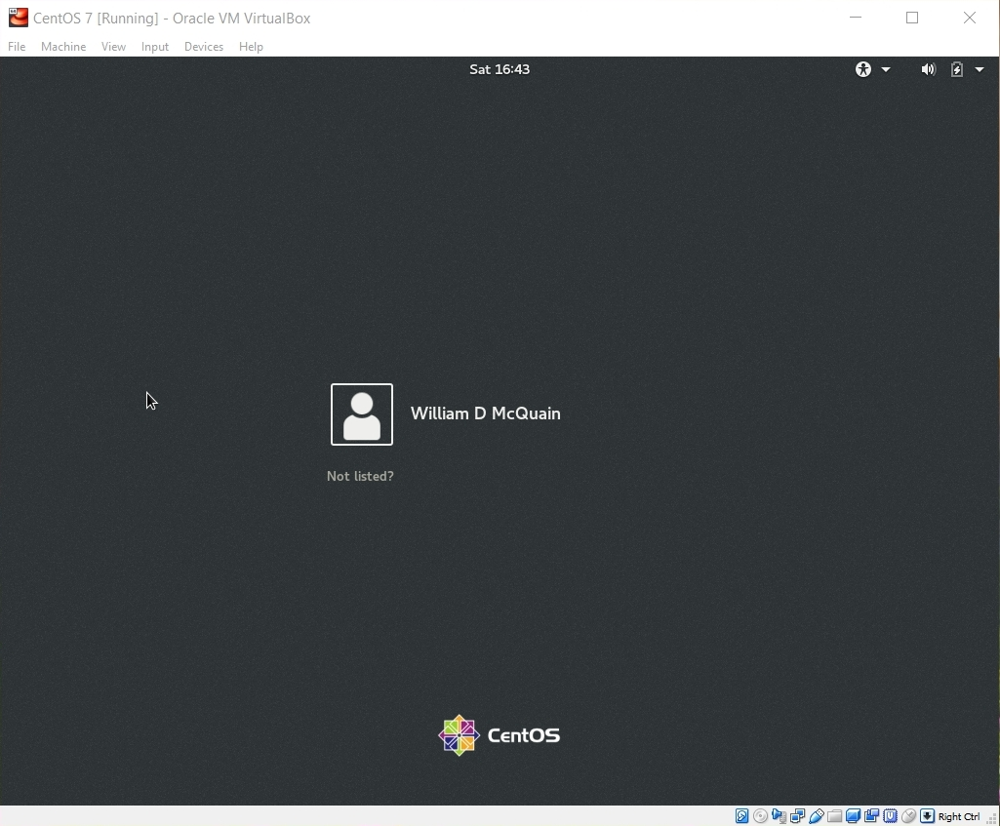 CentOS 7 [Running] - Oracle VM VirtualBox
File Machine View Input Devices Help
Sat 16:43
William D McQuain
Not listed?
CentOS
Right Ctrl